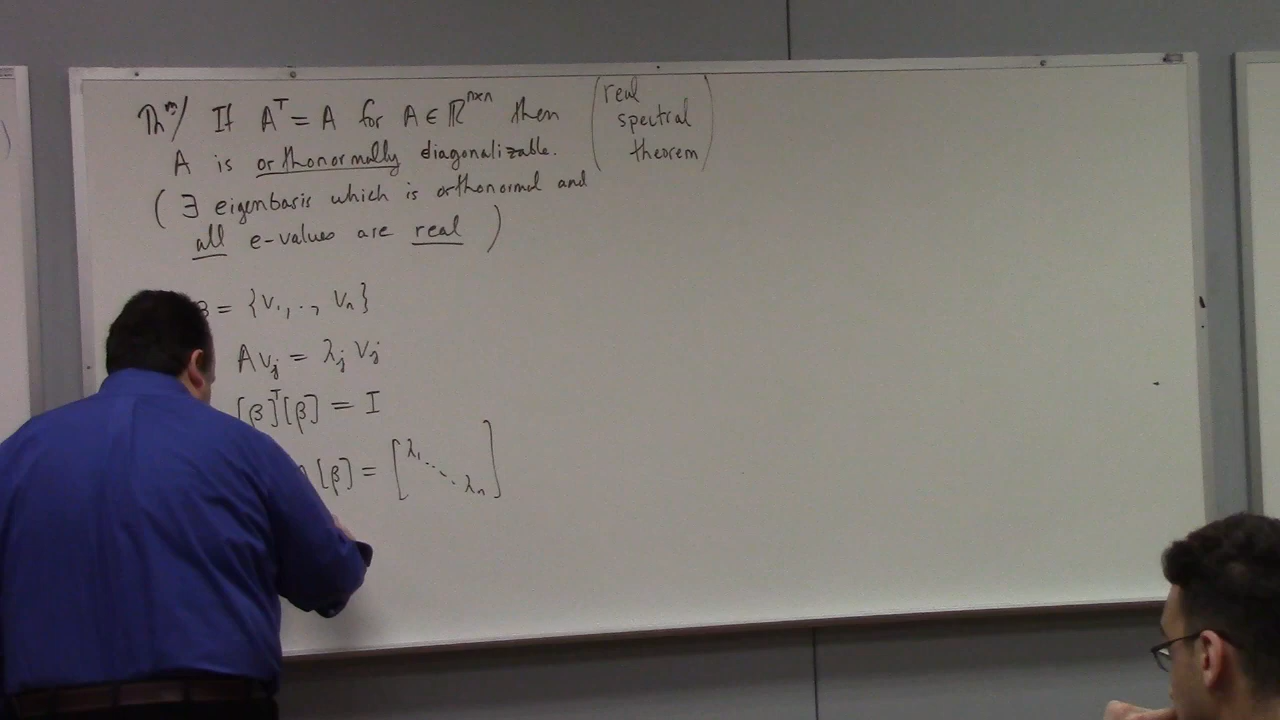 Thᵐ/ If Aᵀ = A for A ∈ ℝⁿˣⁿ then
A is orthonormally diagonalizable.
(real
spectral
theorem)
(∃ eigenbasis which is orthonormal and
all e-values are real)
β = {v₁, .., vₙ}
A vⱼ = λⱼ vⱼ
[β]ᵀ[β] = I
[β] = [λ₁ ⋱ λₙ]